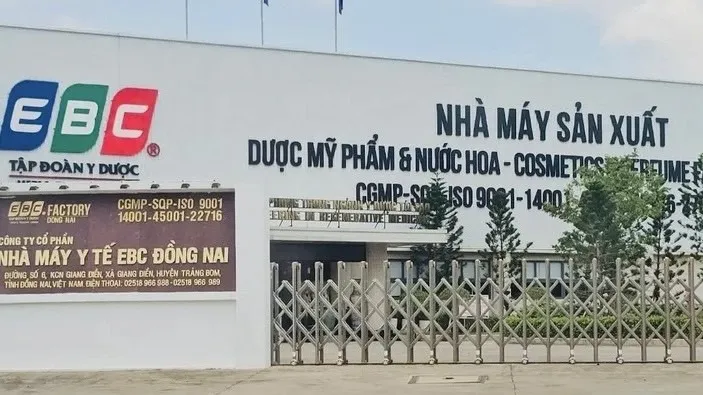 EBC
®
TẬP ĐOÀN Y DƯỢC
NHÀ MÁY SẢN XUẤT
DƯỢC MỸ PHẨM & NƯỚC HOA - COSMETICS
CGMP-SQP-ISO 9001-14001
EBC FACTORY
ĐỒNG NAI
CGMP-SQP-ISO 9001
14001-45001-22716
CÔNG TY CỔ PHẦN
NHÀ MÁY Y TẾ EBC ĐỒNG NAI
ĐƯỜNG SỐ 6, KCN GIANG ĐIỀN, XÃ GIANG ĐIỀN, HUYỆN TRẢNG BOM,
TỈNH ĐỒNG NAI, VIỆT NAM ĐIỆN THOẠI: 02518 966 988 - 02518 966 989